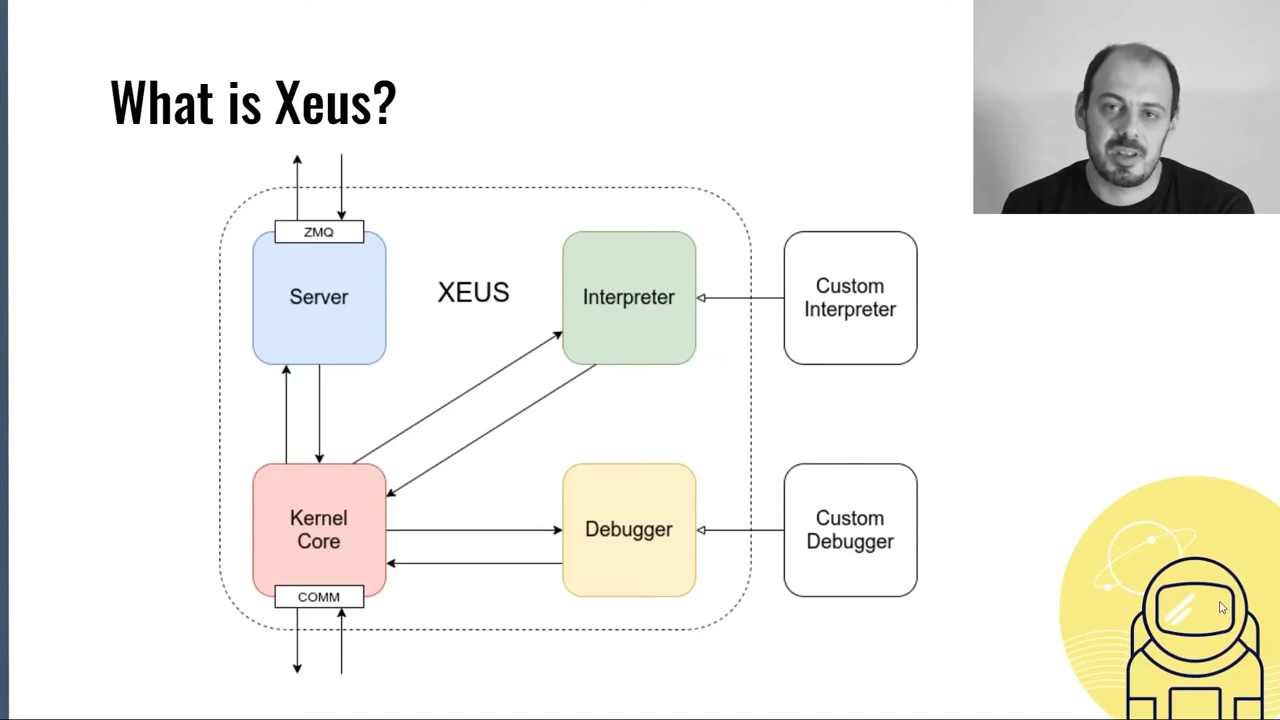 What is Xeus?
ZMQ
Server
XEUS
Interpreter
Custom
Interpreter
Kernel
Core
Debugger
Custom
Debugger
COMM